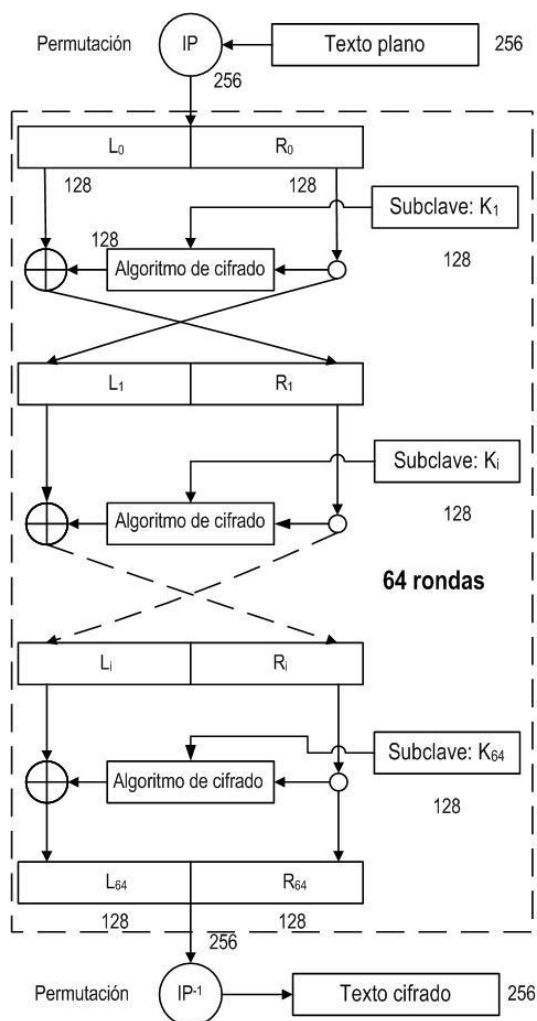 Permutación IP Texto plano 256
256
L₀ R₀
128 128
Subclave: K₁
128
Algoritmo de cifrado
128
L₁ R₁
Subclave: Kᵢ
Algoritmo de cifrado
128
64 rondas
Lᵢ Rᵢ
Subclave: K₆₄
Algoritmo de cifrado
128
L₆₄ R₆₄
128 128
256
Permutación IP⁻¹ Texto cifrado 256